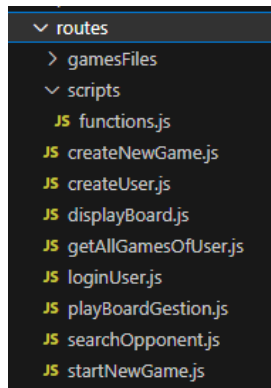 routes
gamesFiles
scripts
JS functions.js
JS createNewGame.js
JS createUser.js
JS displayBoard.js
JS getAllGamesOfUser.js
JS loginUser.js
JS playBoardGestion.js
JS searchOpponent.js
JS startNewGame.js